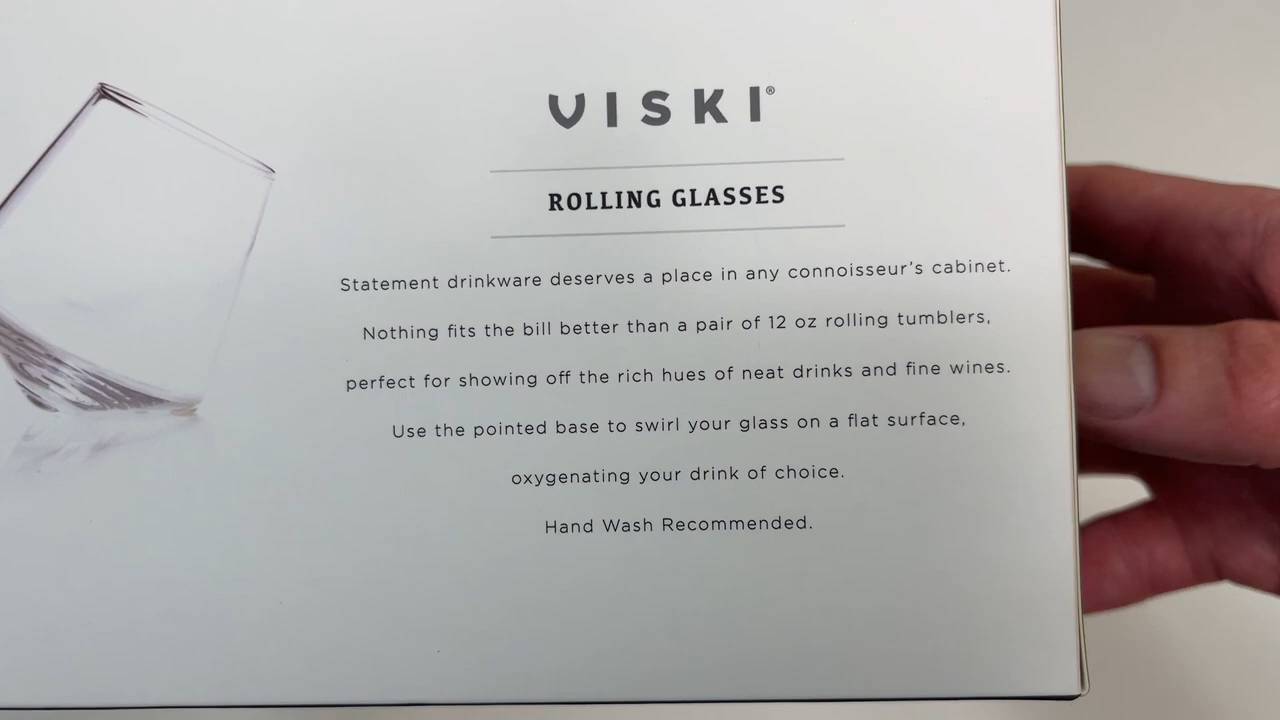 VISKI®
ROLLING GLASSES
Statement drinkware deserves a place in any connoisseur's cabinet.
Nothing fits the bill better than a pair of 12 oz rolling tumblers,
perfect for showing off the rich hues of neat drinks and fine wines.
Use the pointed base to swirl your glass on a flat surface,
oxygenating your drink of choice.
Hand Wash Recommended.